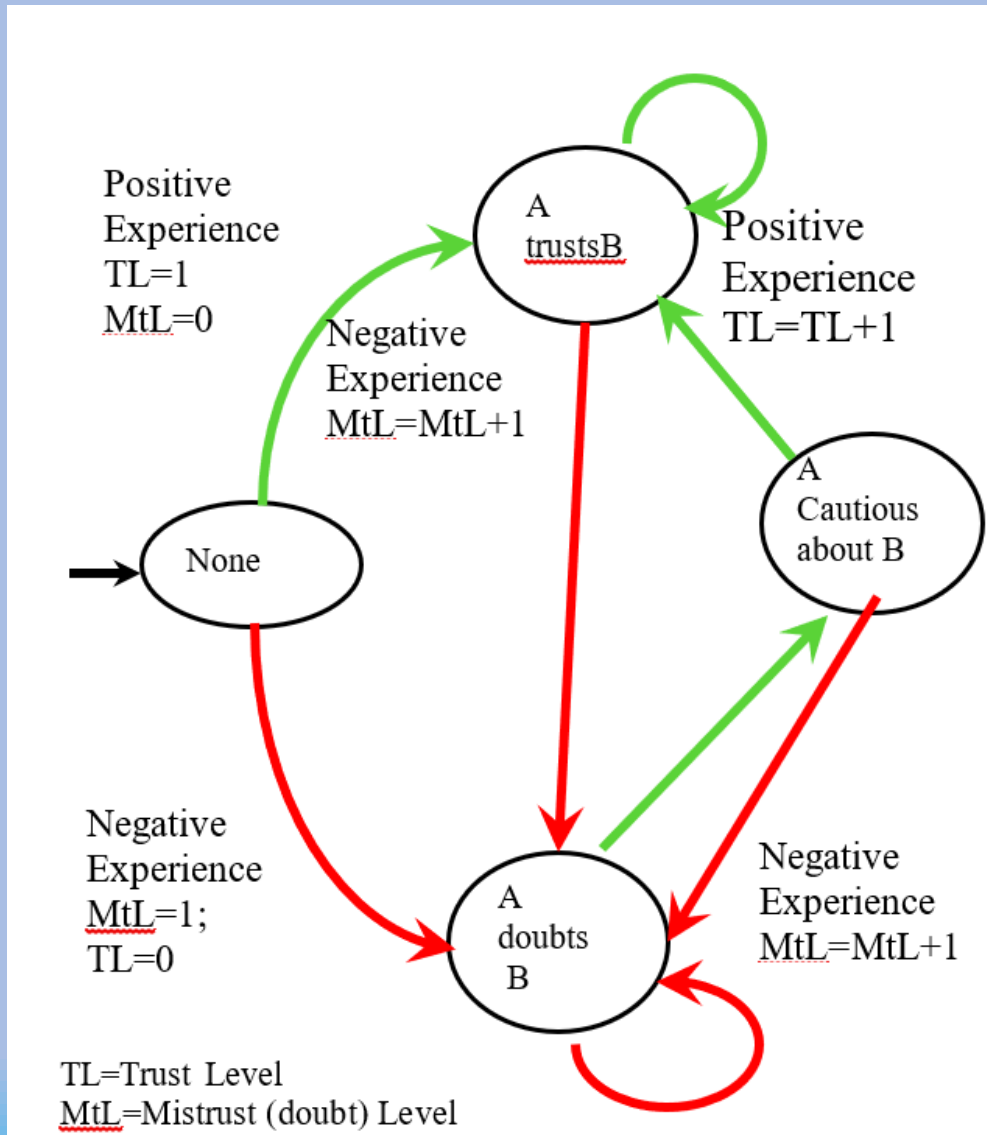 Positive
Experience
TL=1
MtL=0
A
trustsB
Positive
Experience
TL=TL+1
Negative
Experience
MtL=MtL+1
None
A
Cautious
about B
Negative
Experience
MtL=1;
TL=0
A
doubts
B
Negative
Experience
MtL=MtL+1
TL=Trust Level
MtL=Mistrust (doubt) Level